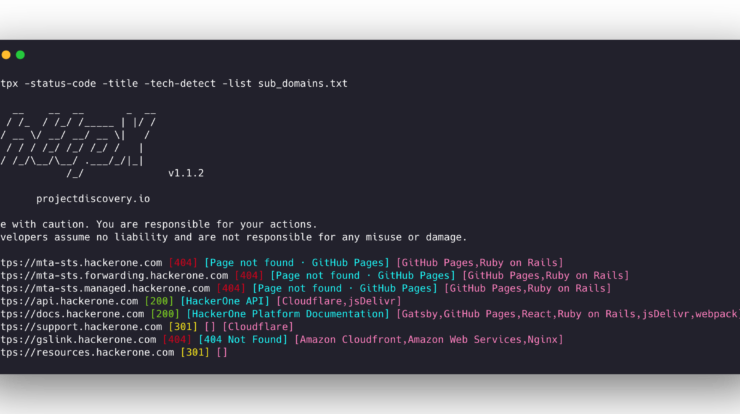 tpx -status-code -title -tech-detect -list sub_domains.txt
v1.1.2
projectdiscovery.io
e with caution. You are responsible for your actions.
velopers assume no liability and are not responsible for any misuse or damage.
tps://mta-sts.hackerone.com [404] [Page not found · GitHub Pages] [GitHub Pages,Ruby on Rails]
tps://mta-sts.forwarding.hackerone.com [404] [Page not found · GitHub Pages] [GitHub Pages,Ruby on Rails]
tps://mta-sts.managed.hackerone.com [404] [Page not found · GitHub Pages] [GitHub Pages,Ruby on Rails]
tps://api.hackerone.com [200] [HackerOne API] [Cloudflare,jsDelivr]
tps://docs.hackerone.com [200] [HackerOne Platform Documentation] [Gatsby,GitHub Pages,React,Ruby on Rails,jsDelivr,webpack
tps://support.hackerone.com [301] [] [Cloudflare]
tps://gslink.hackerone.com [404] [404 Not Found] [Amazon Cloudfront,Amazon Web Services,Nginx]
tps://resources.hackerone.com [301] []